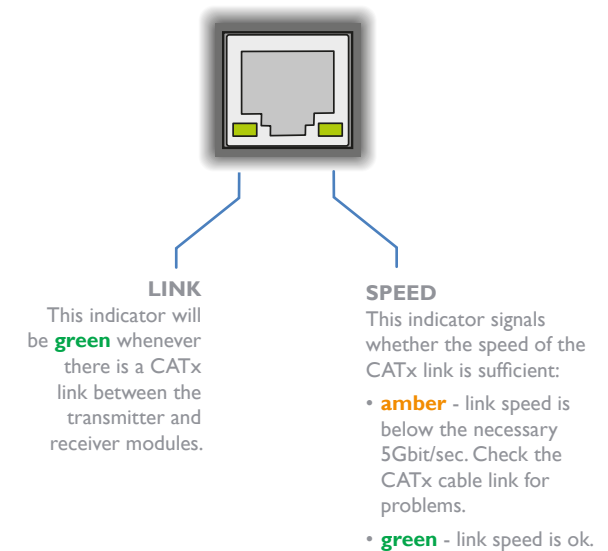 LINK
This indicator will
be green whenever
there is a CATx
link between the
transmitter and
receiver modules.
SPEED
This indicator signals
whether the speed of the
CATx link is sufficient:
• amber - link speed is
below the necessary
5Gbit/sec. Check the
CATx cable link for
problems.
• green - link speed is ok.